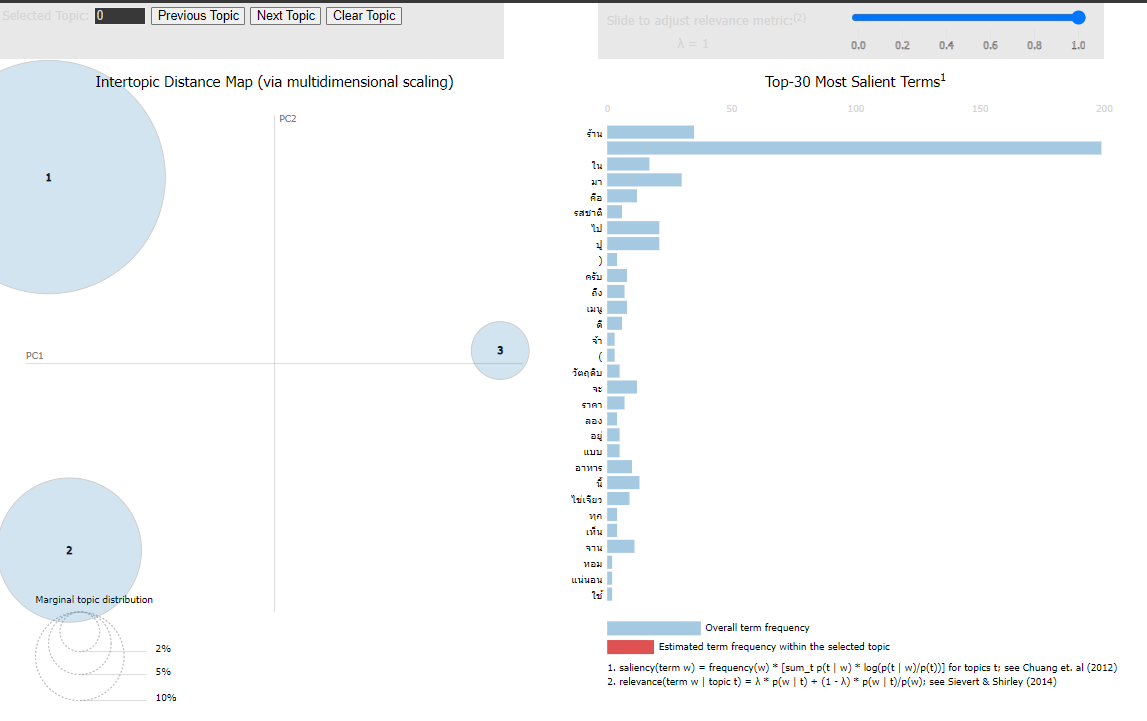 Selected Topic: 0 Previous Topic Next Topic Clear Topic
Slide to adjust relevance metric:(2)
λ = 1
0.0 0.2 0.4 0.6 0.8 1.0
Intertopic Distance Map (via multidimensional scaling)
PC2
PC1
1
2
3
Marginal topic distribution
2%
5%
10%
Top-30 Most Salient Terms1
0 50 100 150 200
ร้าน
ใน
มา
คือ
รสชาติ
ไป
ปู
)
ครับ
ถึง
เมนู
ดี
จ้า
(
วัตถุดิบ
จะ
ราคา
ลอง
อยู่
แบบ
อาหาร
นี้
ไข่เจียว
ทุก
เห็น
จาน
หอม
แน่นอน
ใช้
Overall term frequency
Estimated term frequency within the selected topic
1. saliency(term w) = frequency(w) * [sum_t p(t | w) * log(p(t | w)/p(t))] for topics t; see Chuang et. al (2012)
2. relevance(term w | topic t) = λ * p(w | t) + (1 - λ) * p(w | t)/p(w); see Sievert & Shirley (2014)